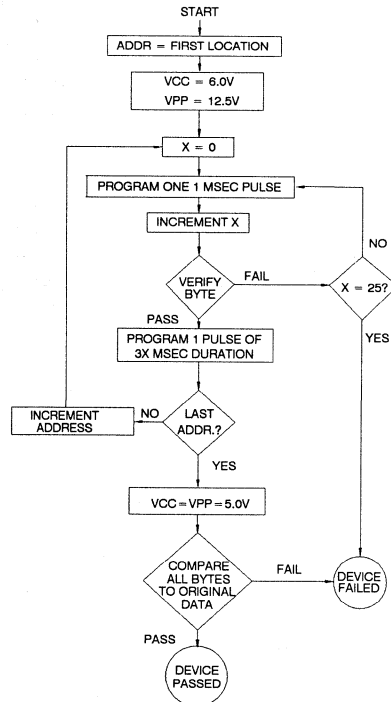 START
ADDR = FIRST LOCATION
VCC = 6.0V
VPP = 12.5V
X = 0
PROGRAM ONE 1 MSEC PULSE
INCREMENT X
NO
VERIFY
BYTE
FAIL
X = 25?
PASS
YES
PROGRAM 1 PULSE OF
3X MSEC DURATION
INCREMENT
ADDRESS
NO
LAST
ADDR.?
YES
VCC=VPP=5.0V
COMPARE
ALL BYTES
TO ORIGINAL
DATA
FAIL
DEVICE
FAILED
PASS
DEVICE
PASSED